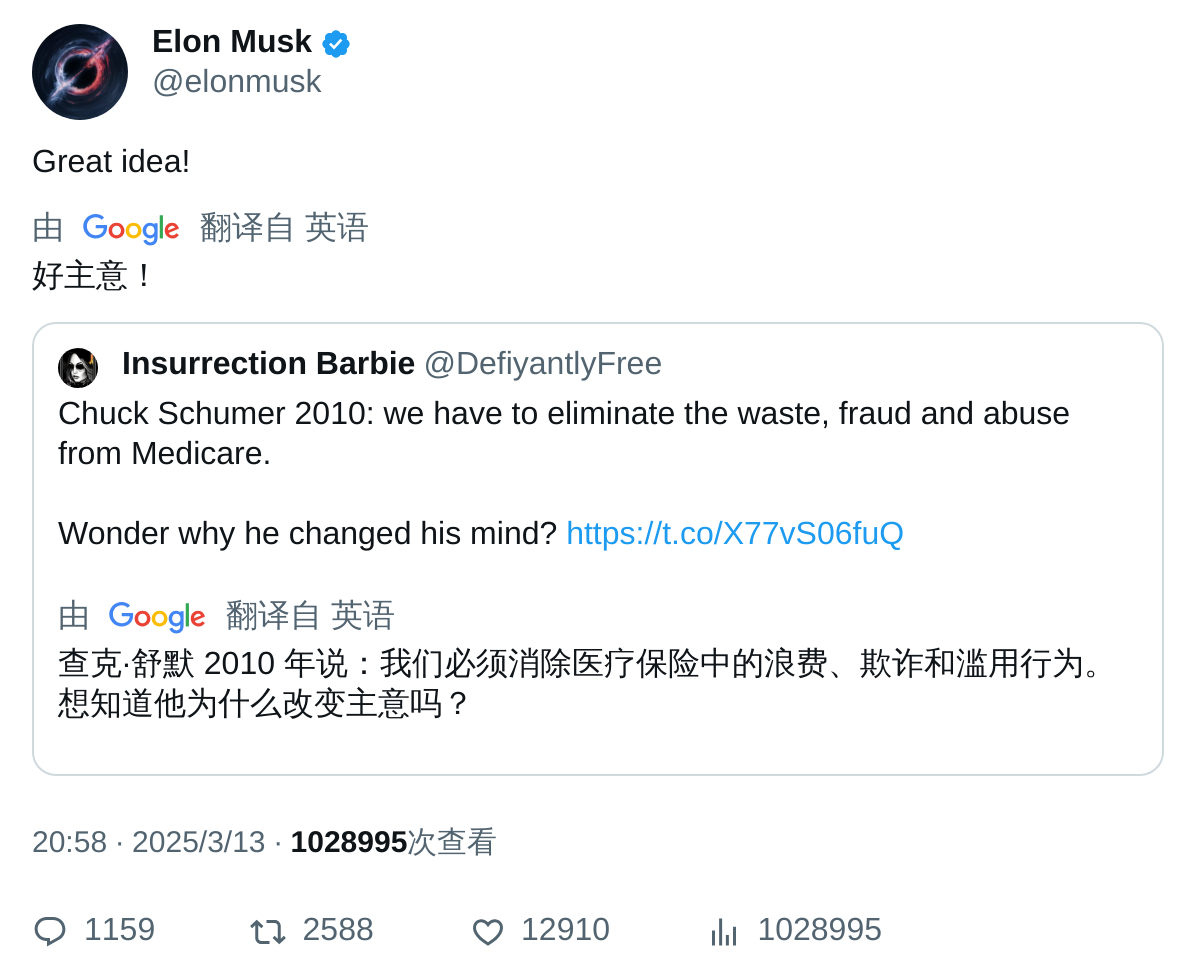 Elon Musk
@elonmusk
Great idea!
由 Google 翻译自 英语
好主意！
Insurrection Barbie @DefiyantlyFree
Chuck Schumer 2010: we have to eliminate the waste, fraud and abuse
from Medicare.
Wonder why he changed his mind? https://t.co/X77vS06fuQ
由 Google 翻译自 英语
查克·舒默 2010 年说：我们必须消除医疗保险中的浪费、欺诈和滥用行为。
想知道他为什么改变主意吗？
20:58 · 2025/3/13 · 1028995次查看
1159 2588 12910 1028995